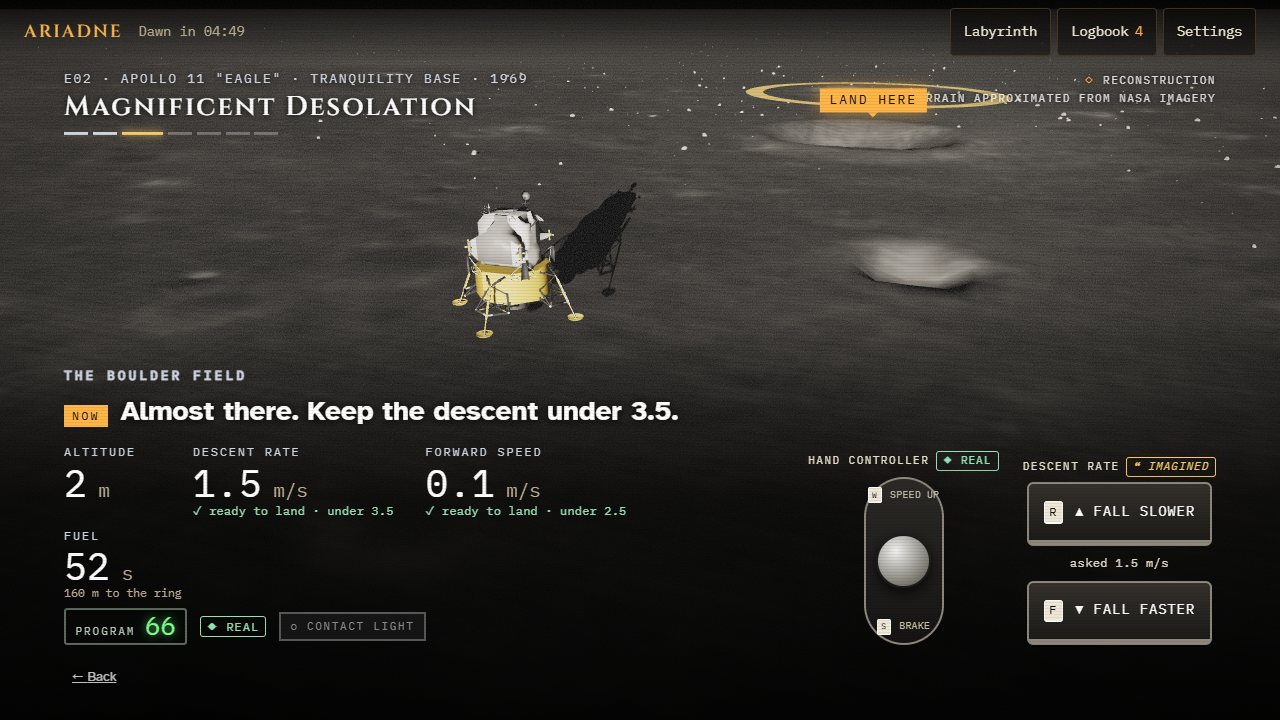 ARIADNE Dawn in 04:49 Labyrinth Logbook 4 Settings
E02 · APOLLO 11 "EAGLE" · TRANQUILITY BASE · 1969
MAGNIFICENT DESOLATION
◇ RECONSTRUCTION
APPROXIMATED FROM NASA IMAGERY
LAND HERE
THE BOULDER FIELD
NOW Almost there. Keep the descent under 3.5.
ALTITUDE
2 m
DESCENT RATE
1.5 m/s
✓ ready to land · under 3.5
FORWARD SPEED
0.1 m/s
✓ ready to land · under 2.5
FUEL
52 s
160 m to the ring
PROGRAM 66 ◆ REAL ○ CONTACT LIGHT
← Back
HAND CONTROLLER ◆ REAL
W SPEED UP
S BRAKE
DESCENT RATE ❝ IMAGINED
R ▲ FALL SLOWER
asked 1.5 m/s
F ▼ FALL FASTER